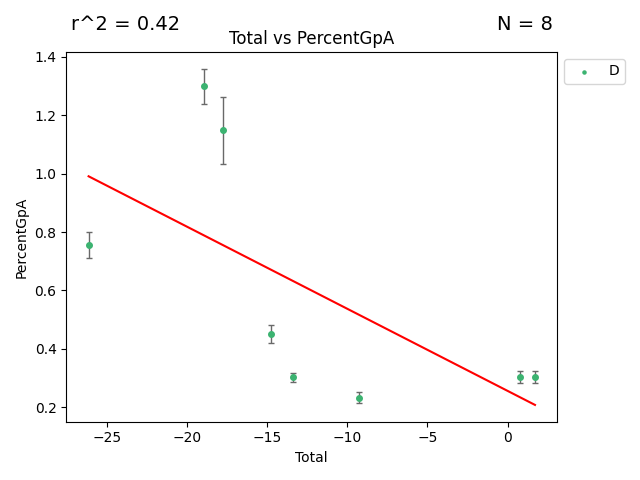 r^2 = 0.42 N = 8
Total vs PercentGpA
D
1.4
1.2
1.0
0.8
0.6
0.4
0.2
PercentGpA
−25 −20 −15 −10 −5 0
Total